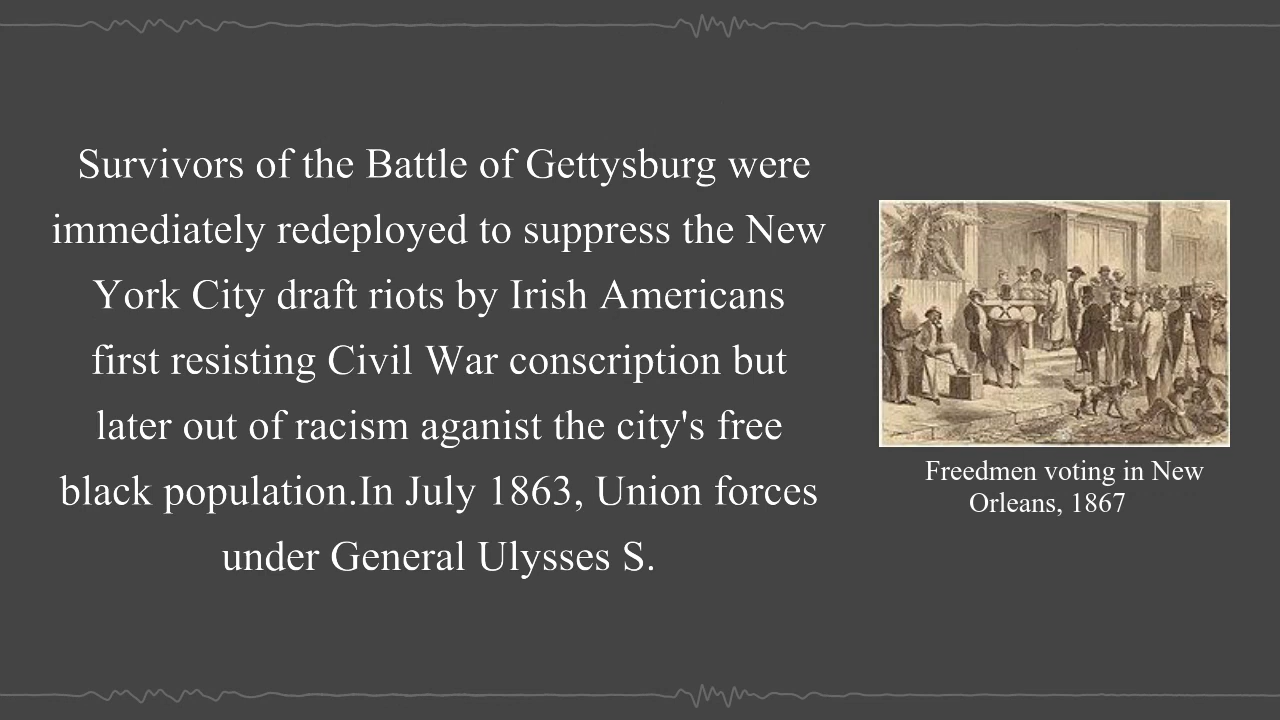 Survivors of the Battle of Gettysburg were
immediately redeployed to suppress the New
York City draft riots by Irish Americans
first resisting Civil War conscription but
later out of racism aganist the city's free
black population.In July 1863, Union forces
under General Ulysses S.
Freedmen voting in New
Orleans, 1867